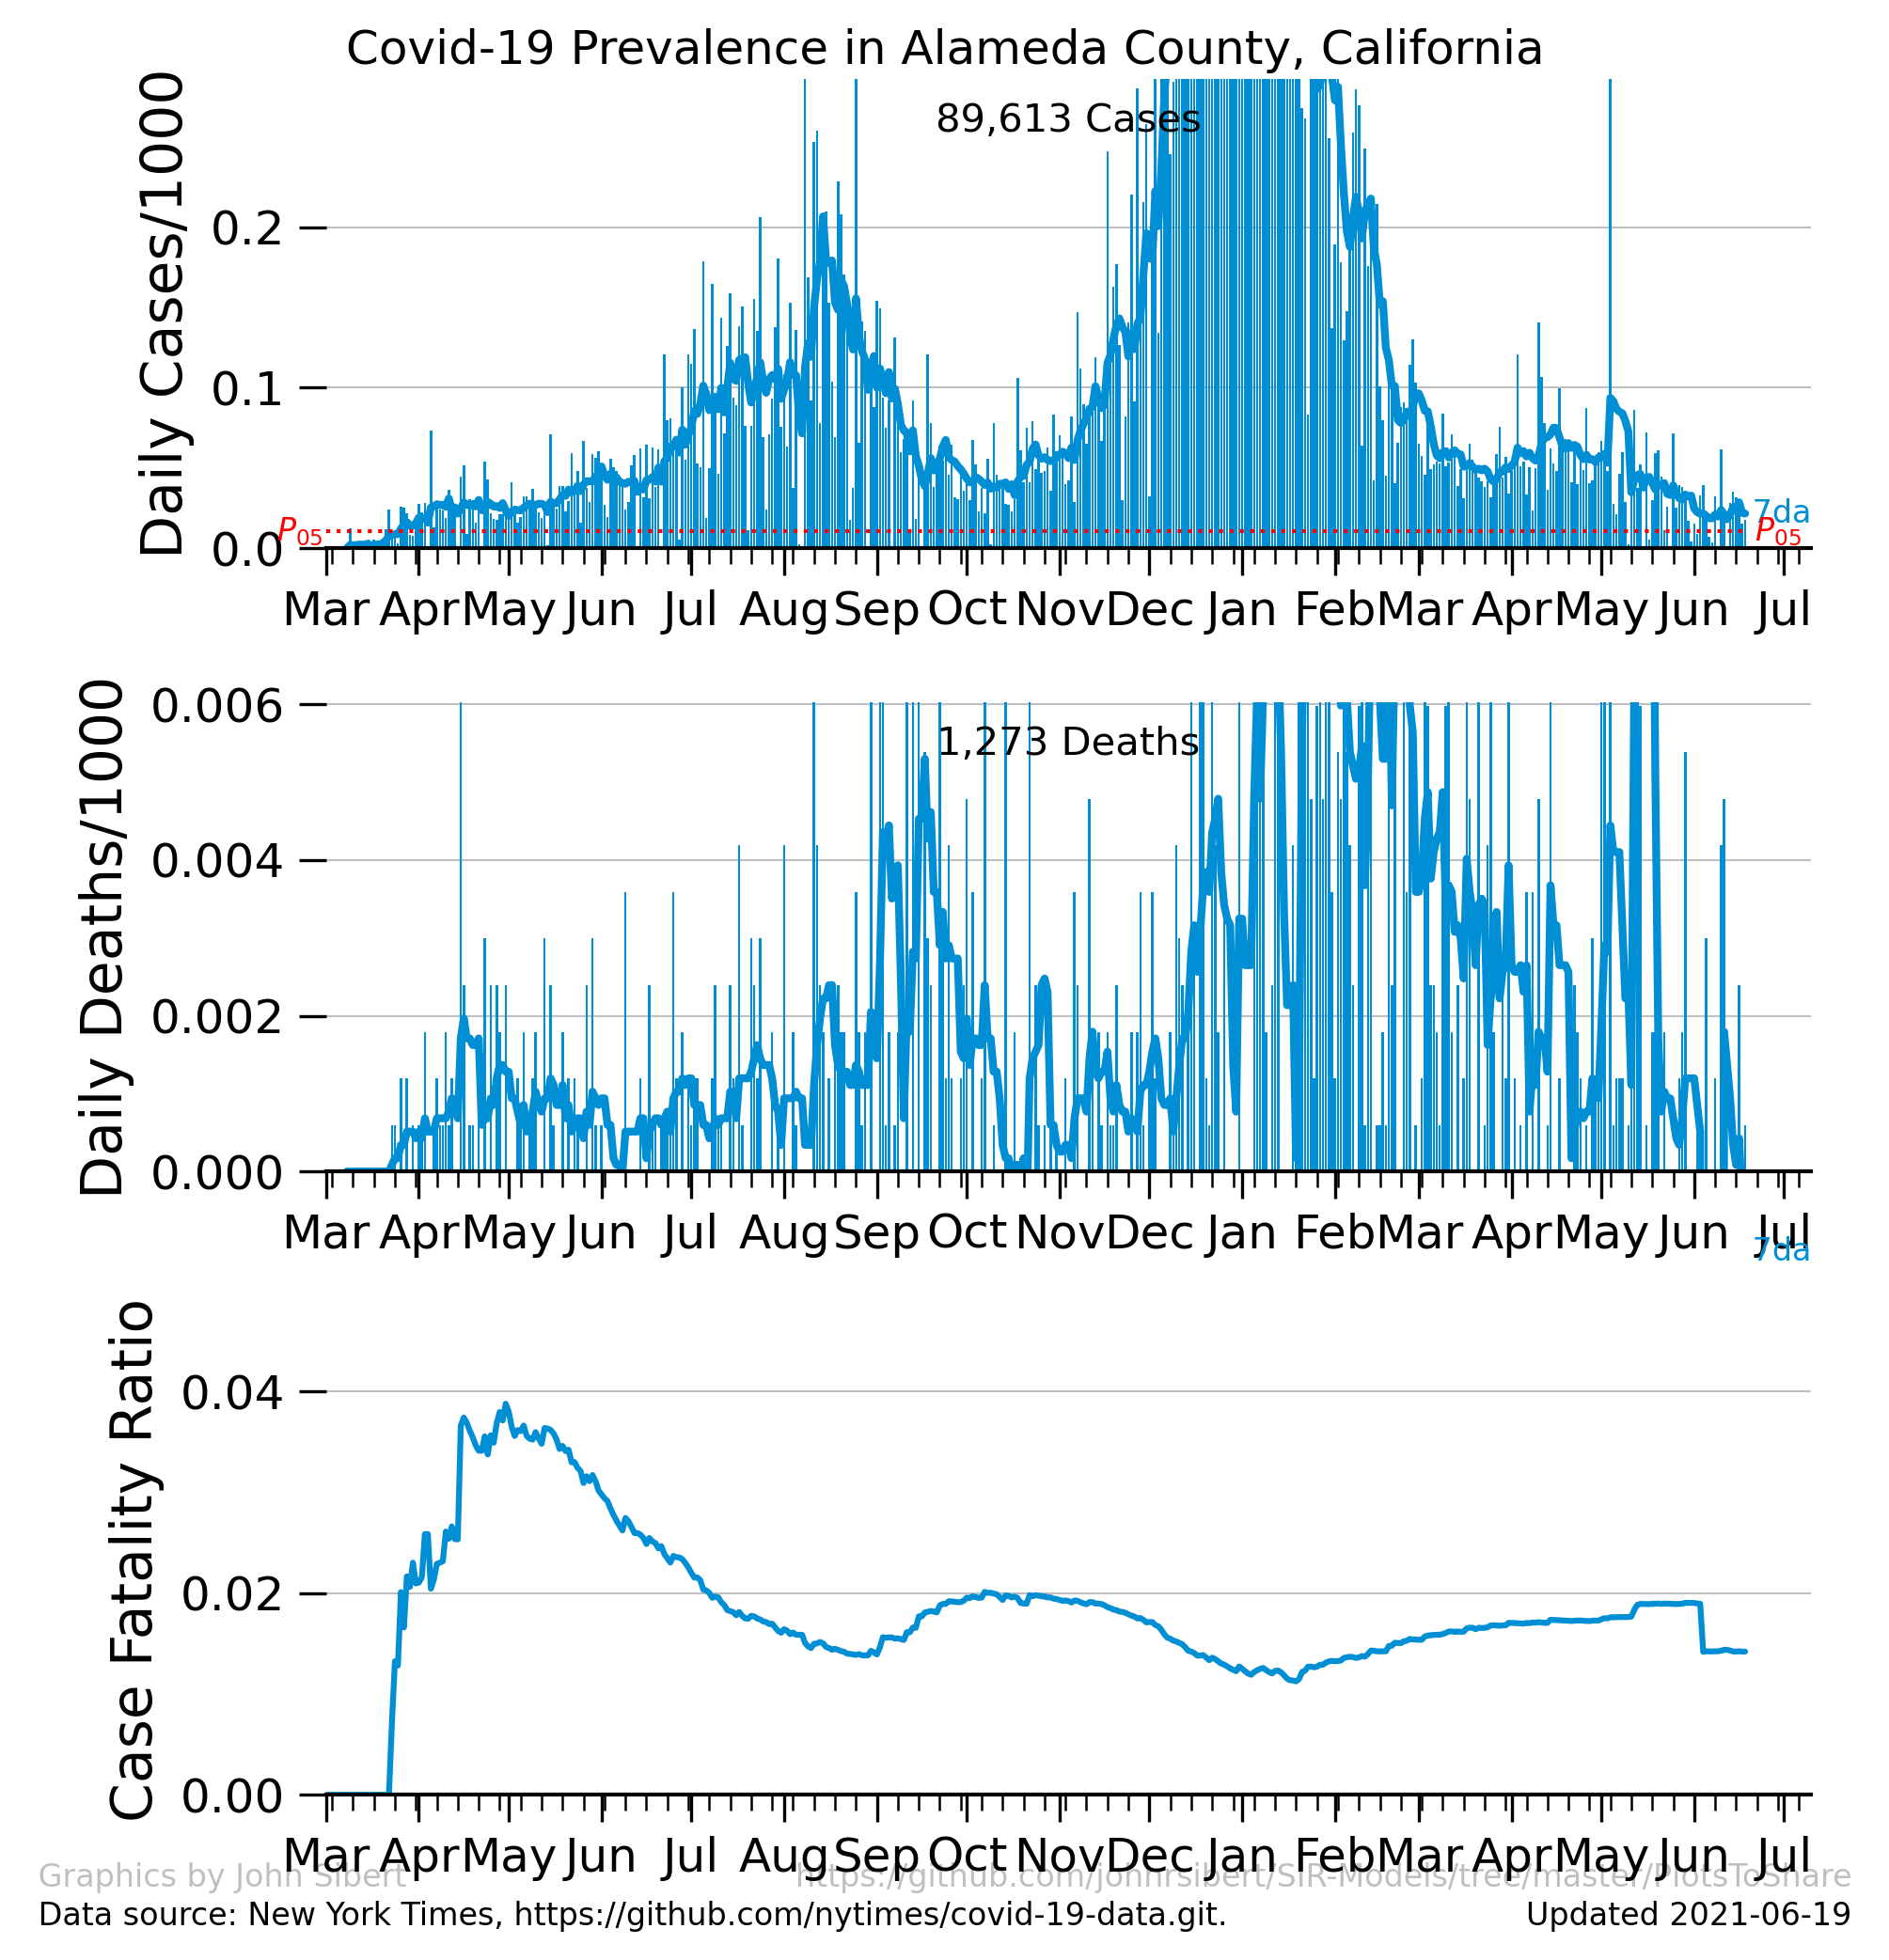 Covid-19 Prevalence in Alameda County, California
Daily Cases/1000
89,613 Cases
0.2
0.1
0.0
P05
7da
P05
Mar Apr May Jun Jul Aug Sep Oct Nov Dec Jan Feb Mar Apr May Jun Jul
Daily Deaths/1000
0.006
1,273 Deaths
0.004
0.002
0.000
Mar Apr May Jun Jul Aug Sep Oct Nov Dec Jan Feb Mar Apr May Jun Jul
7da
Case Fatality Ratio
0.04
0.02
0.00
Mar Apr May Jun Jul Aug Sep Oct Nov Dec Jan Feb Mar Apr May Jun Jul
Graphics by John Sibert https://github.com/johnrsibert/SIR-Models/tree/master/PlotsToShare
Data source: New York Times, https://github.com/nytimes/covid-19-data.git. Updated 2021-06-19